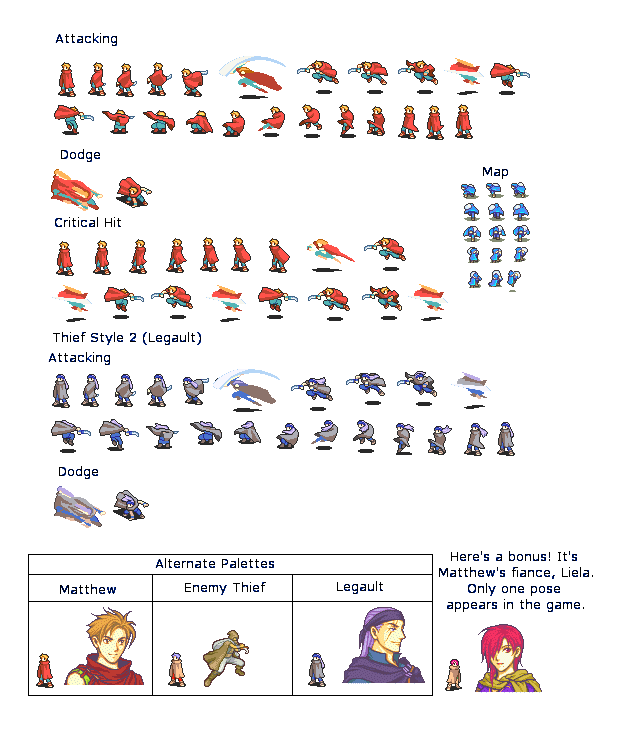 Attacking
Dodge
Map
Critical Hit
Thief Style 2 (Legault)
Attacking
Dodge
Alternate Palettes
Matthew
Enemy Thief
Legault
Here's a bonus! It's
Matthew's fiance, Liela.
Only one pose
appears in the game.